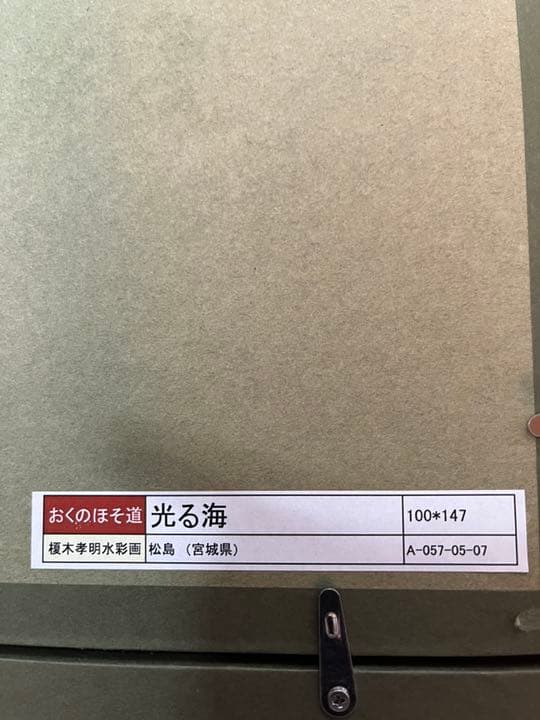 おくのほそ道 光る海 100*147
榎木孝明水彩画 松島 （宮城県） A-057-05-07